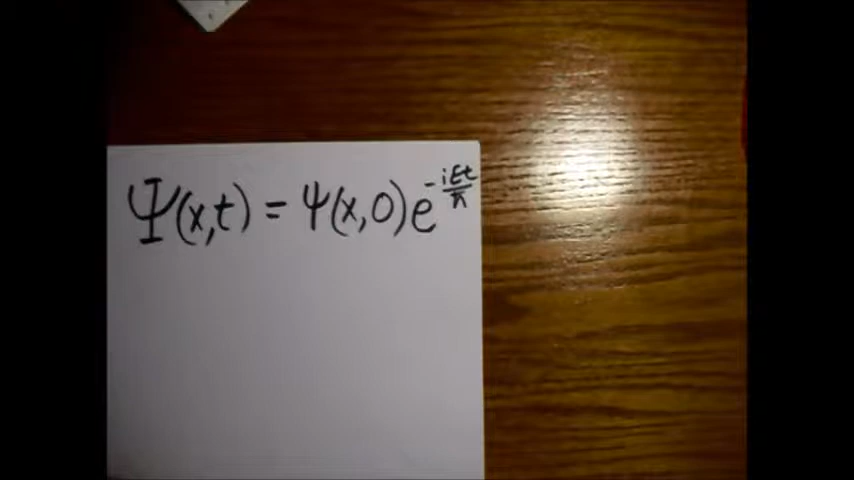 Ψ(x,t) = ψ(x,0)e^{-iEt/ħ}